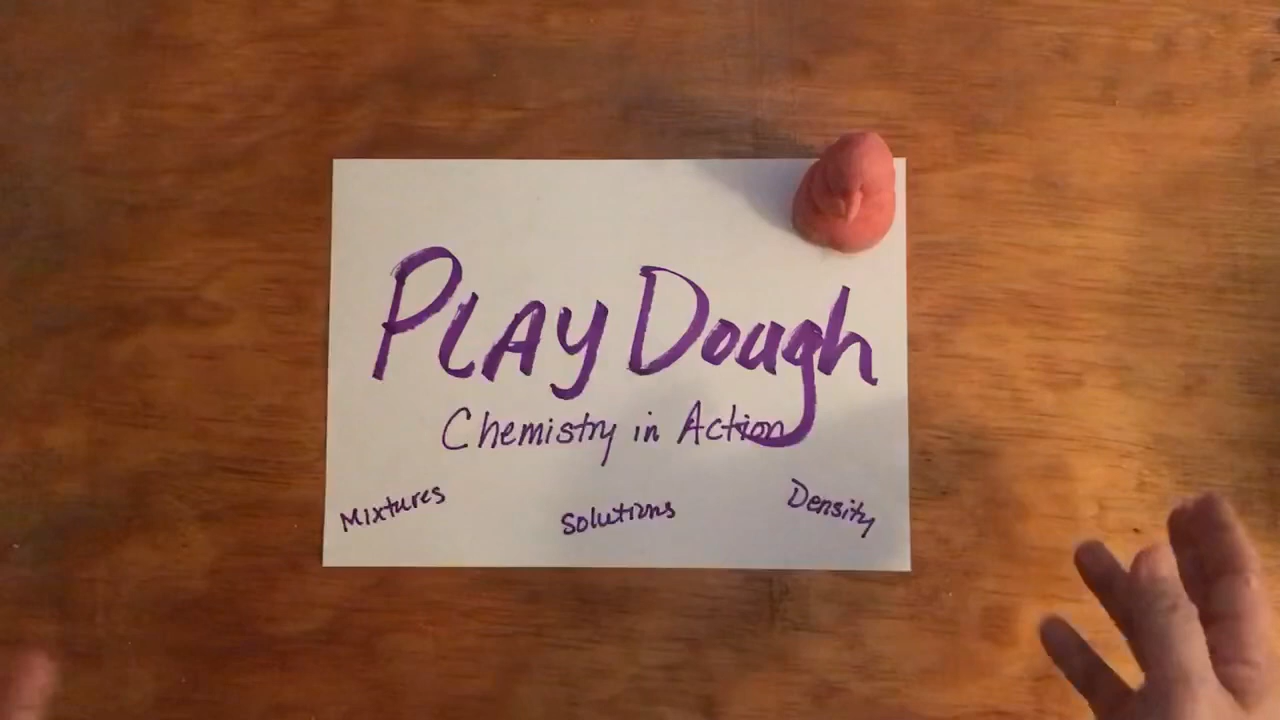 PLAY Dough
Chemistry in Action
Mixtures
Solutions
Density